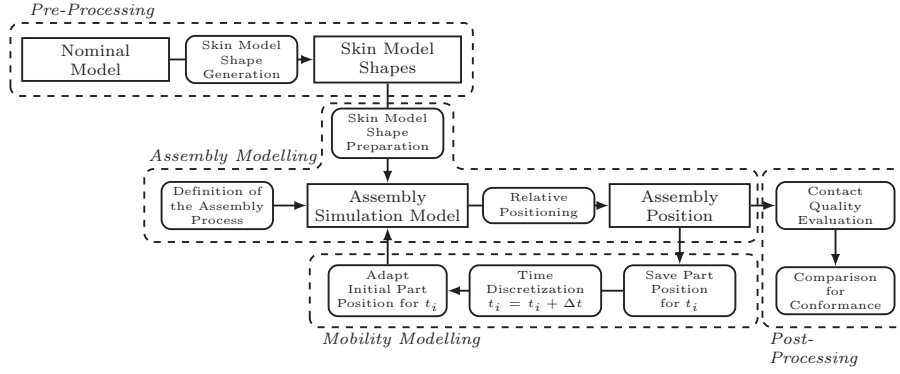 Pre-Processing
Nominal
Model
Skin Model
Shape
Generation
Skin Model
Shapes
Skin Model
Shape
Preparation
Assembly Modelling
Definition of
the Assembly
Process
Assembly
Simulation Model
Relative
Positioning
Assembly
Position
Contact
Quality
Evaluation
Adapt
Initial Part
Position for tᵢ
Time
Discretization
tᵢ = tᵢ + Δt
Save Part
Position
for tᵢ
Comparison
for
Conformance
Mobility Modelling
Post-
Processing